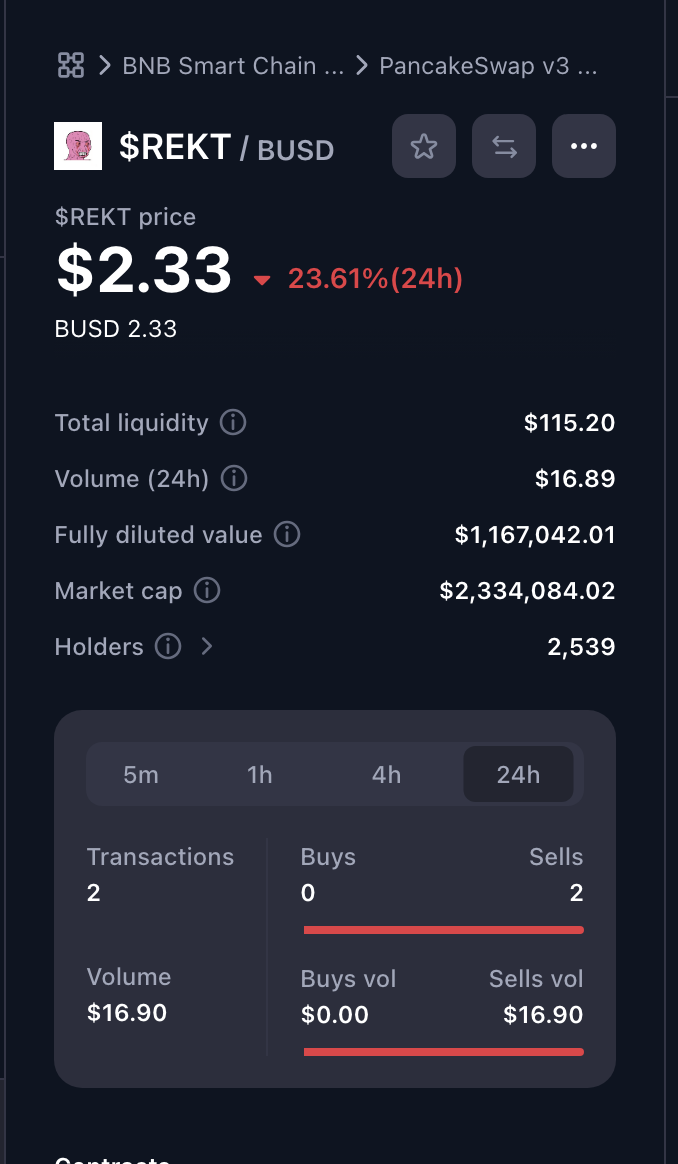 BNB Smart Chain ... PancakeSwap v3 ...
$REKT / BUSD
$REKT price
$2.33 23.61%(24h)
BUSD 2.33
Total liquidity $115.20
Volume (24h) $16.89
Fully diluted value $1,167,042.01
Market cap $2,334,084.02
Holders 2,539
5m 1h 4h 24h
Transactions Buys Sells
2 0 2
Volume Buys vol Sells vol
$16.90 $0.00 $16.90
Contracts